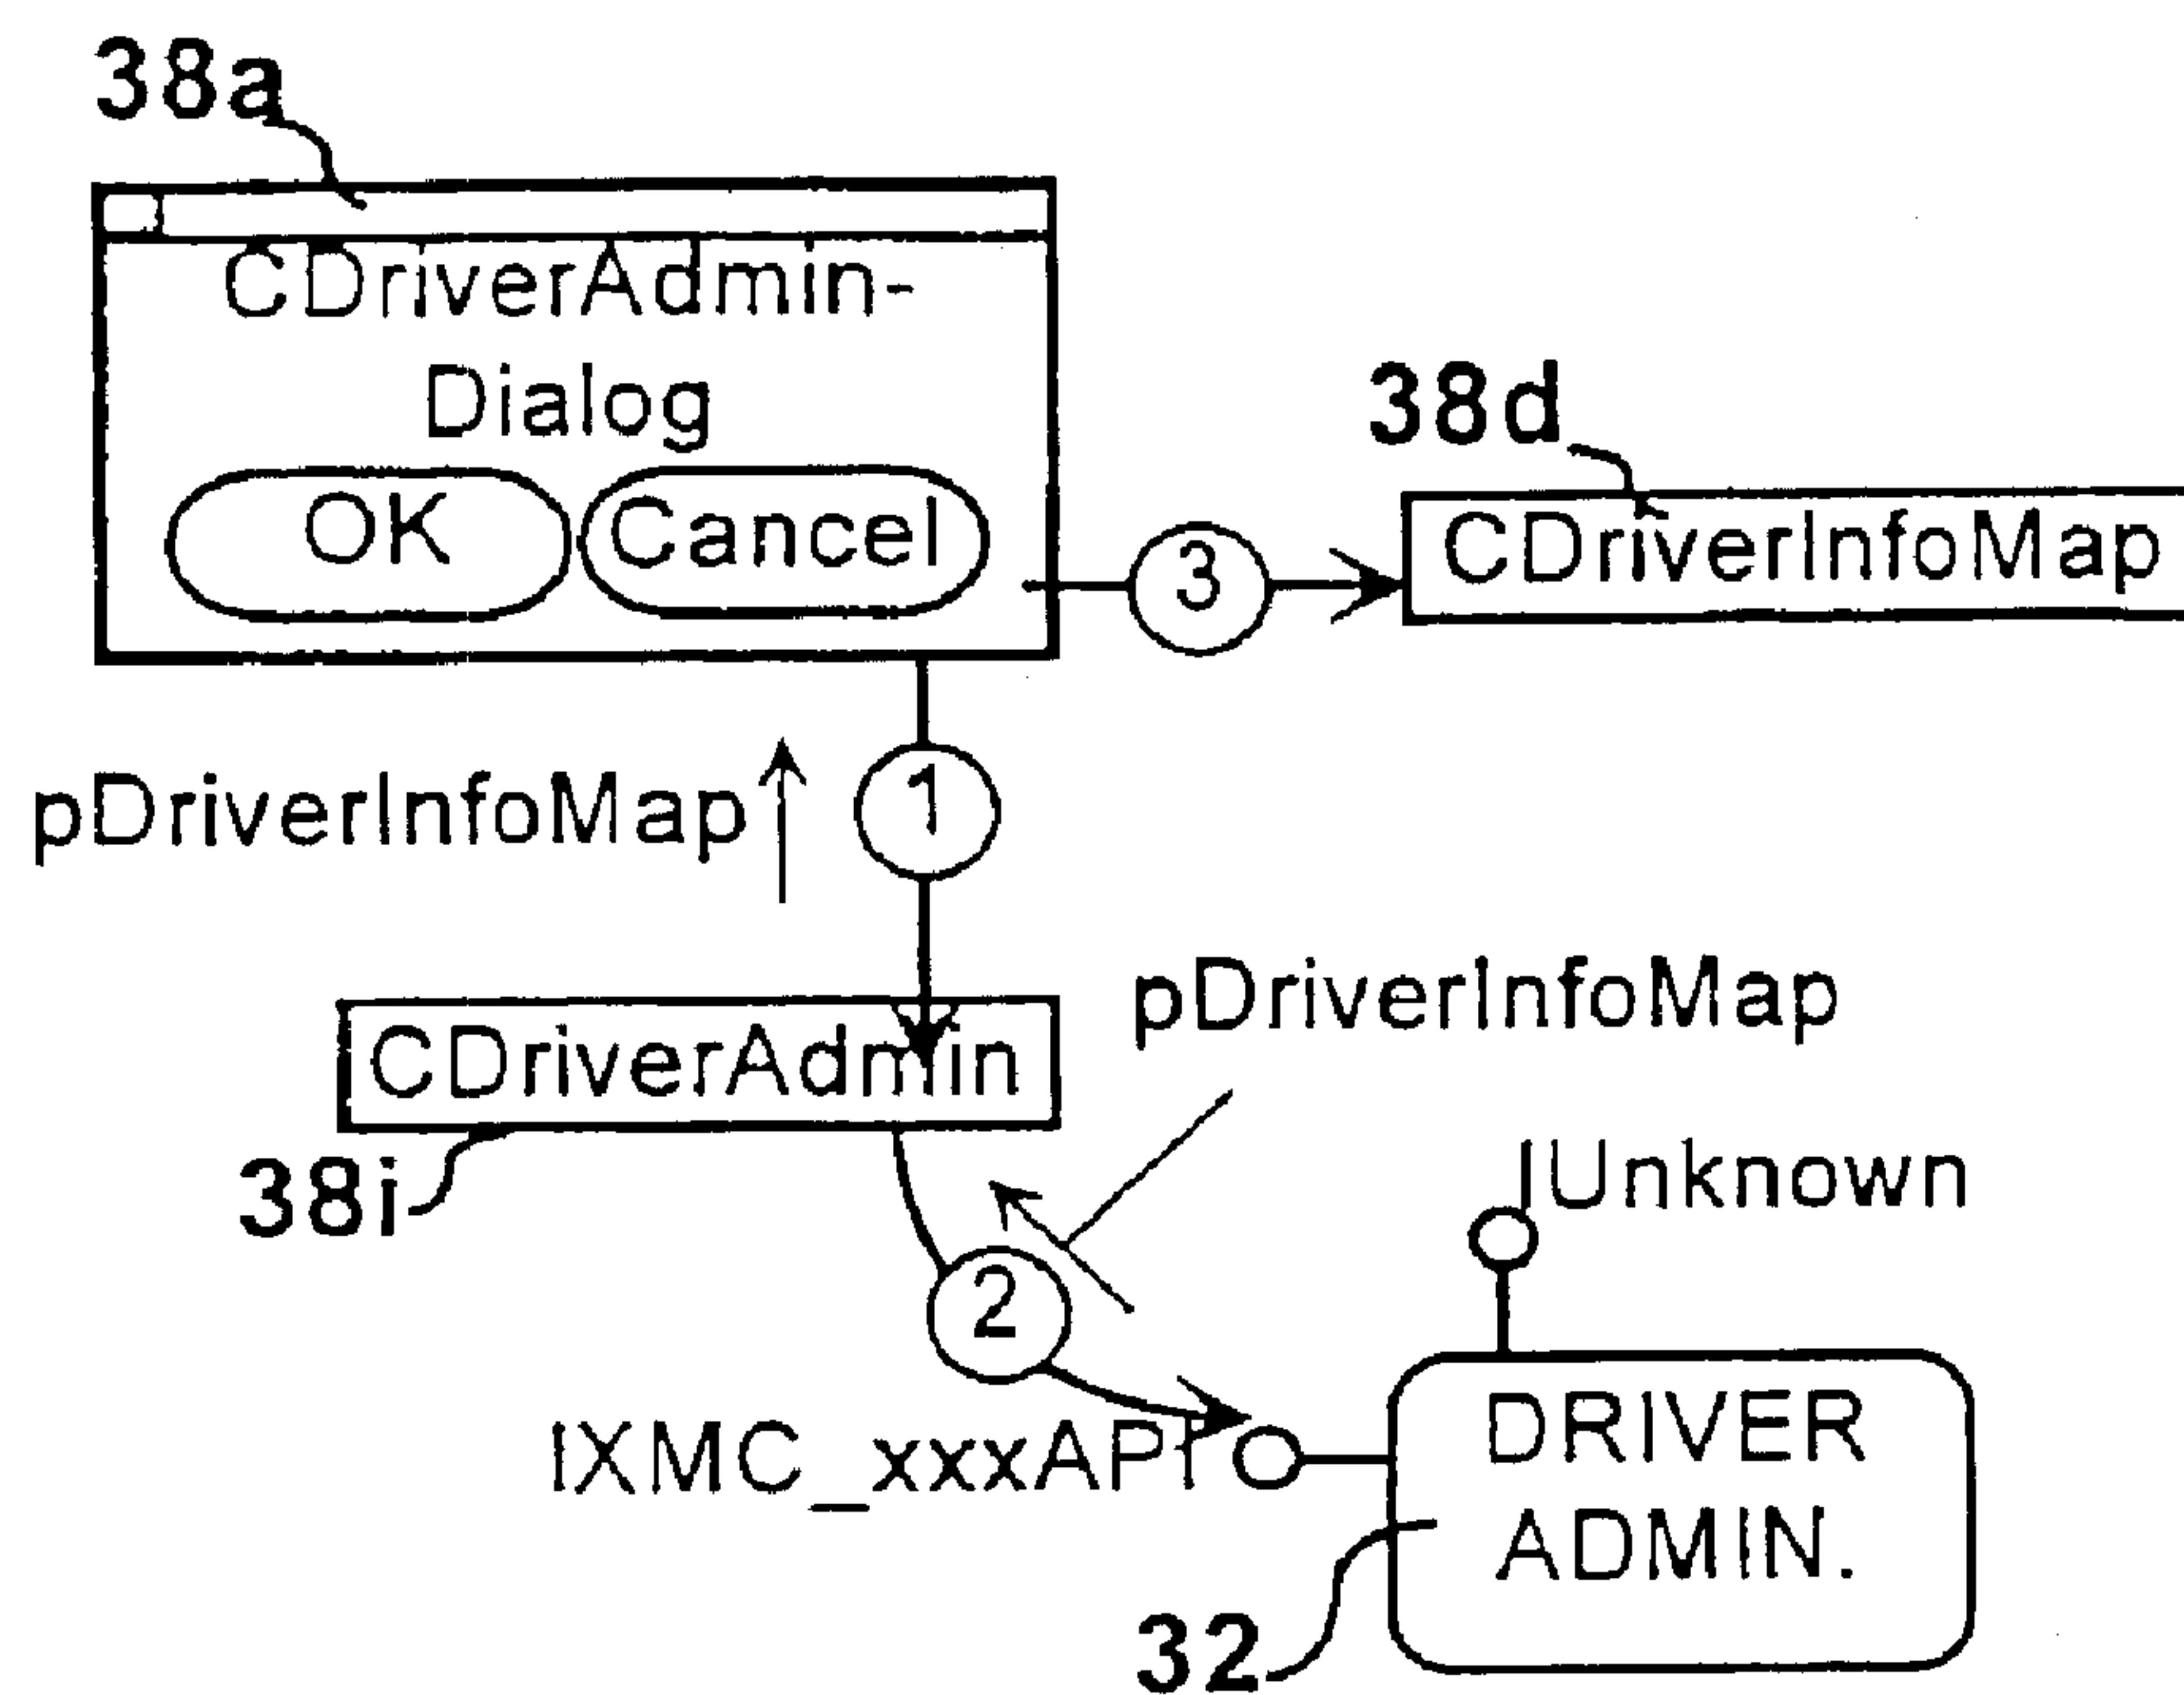 38a
CDriverAdmin-
Dialog
OK
Cancel
38d
3
CDriverInfoMap
pDriverInfoMap
1
pDriverInfoMap
CDriverAdmin
38i
IUnknown
2
IXMC_xxxAPI
DRIVER
ADMIN.
32